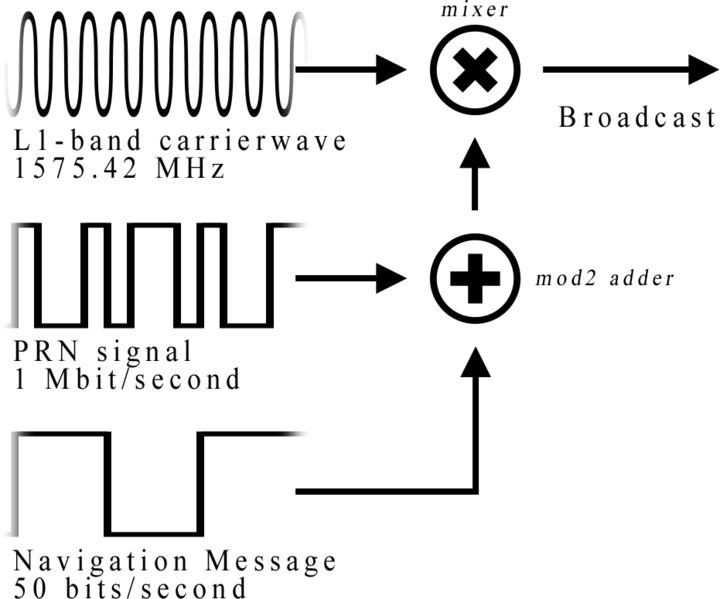 mixer
L1-band carrierwave
1575.42 MHz
Broadcast
PRN signal
1 Mbit/second
mod2 adder
Navigation Message
50 bits/second